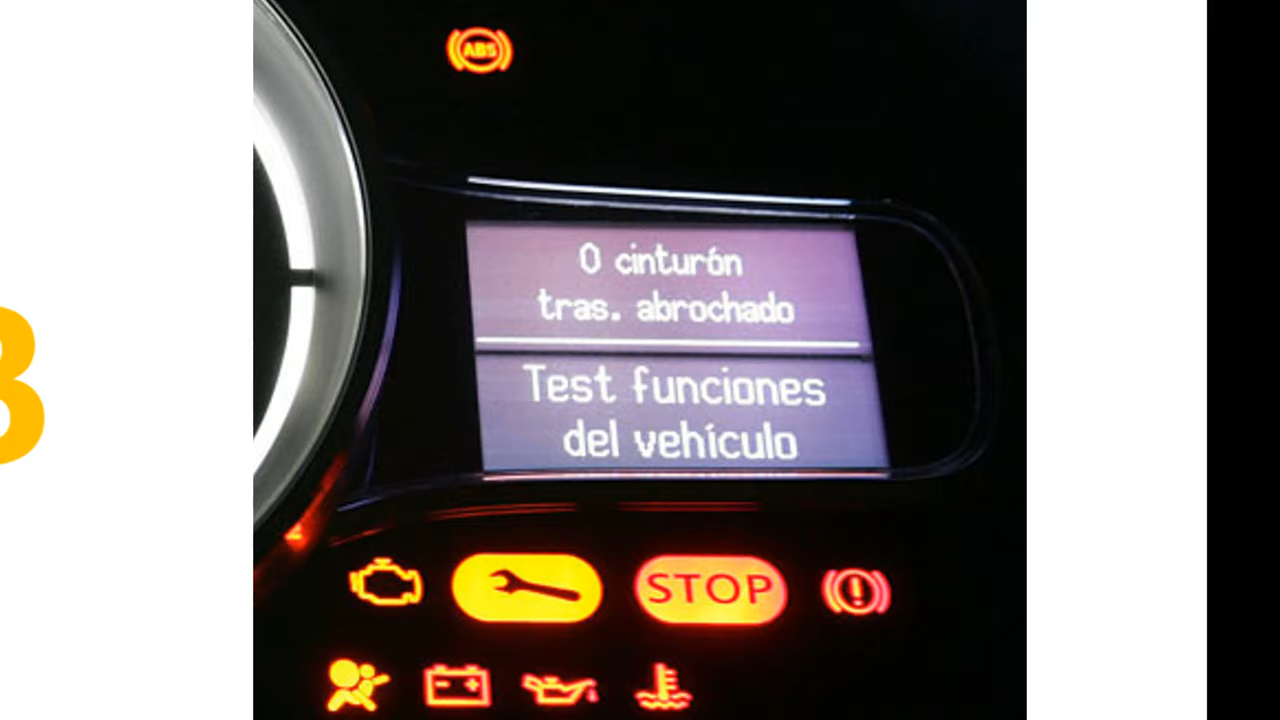 ABS
0 cinturón
tras. abrochado
Test funciones
del vehículo
STOP